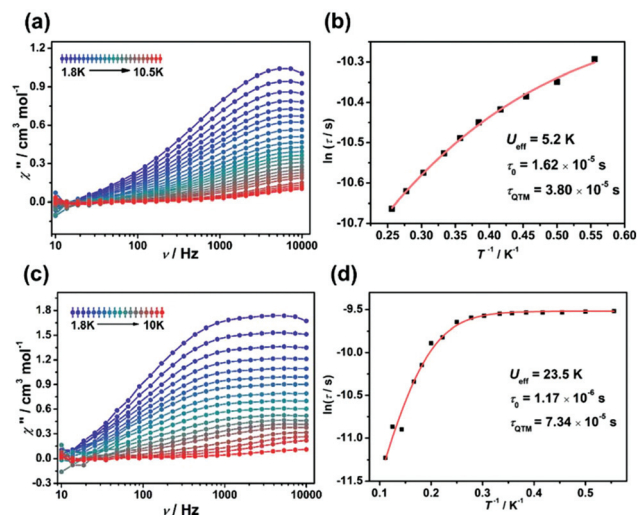 (a)
1.2
0.9
0.6
0.3
0.0
χ'' / cm³ mol⁻¹
1.8K → 10.5K
10 100 1000 10000
ν / Hz
(b)
-10.3
-10.4
-10.5
-10.6
-10.7
ln (τ / s)
U_eff = 5.2 K
τ₀ = 1.62 × 10⁻⁵ s
τ_QTM = 3.80 × 10⁻⁵ s
0.25 0.30 0.35 0.40 0.45 0.50 0.55 0.60
T⁻¹ / K⁻¹
(c)
1.8
1.5
1.2
0.9
0.6
0.3
0.0
-0.3
χ'' / cm³ mol⁻¹
1.8K → 10K
10 100 1000 10000
ν / Hz
(d)
-9.5
-10.0
-10.5
-11.0
-11.5
ln(τ / s)
U_eff = 23.5 K
τ₀ = 1.17 × 10⁻⁶ s
τ_QTM = 7.34 × 10⁻⁵ s
0.1 0.2 0.3 0.4 0.5
T⁻¹ / K⁻¹